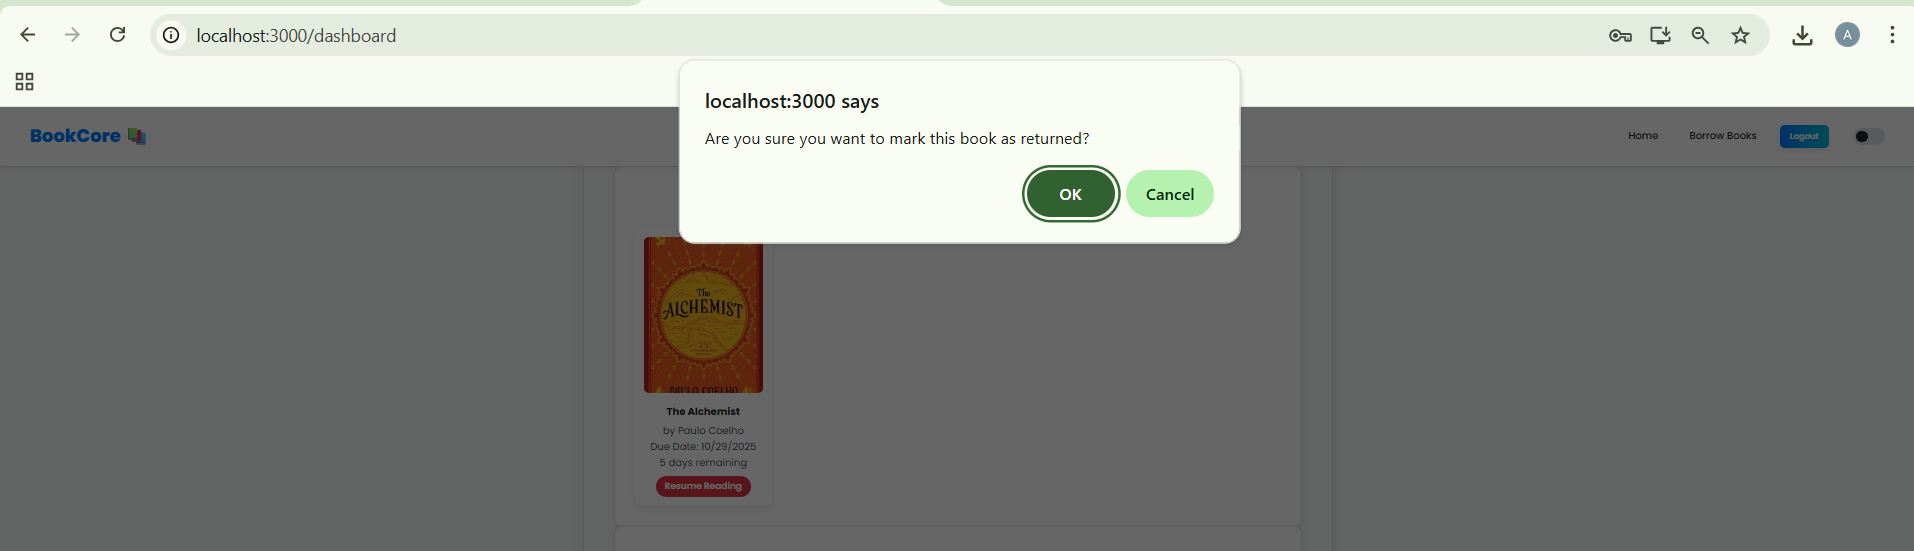 localhost:3000/dashboard
A
localhost:3000 says
Are you sure you want to mark this book as returned?
OK
Cancel
BookCore
Home
Borrow Books
Logout
The
ALCHEMIST
PAULO COELHO
The Alchemist
by Paulo Coelho
Due Date: 10/29/2025
5 days remaining
Resume Reading